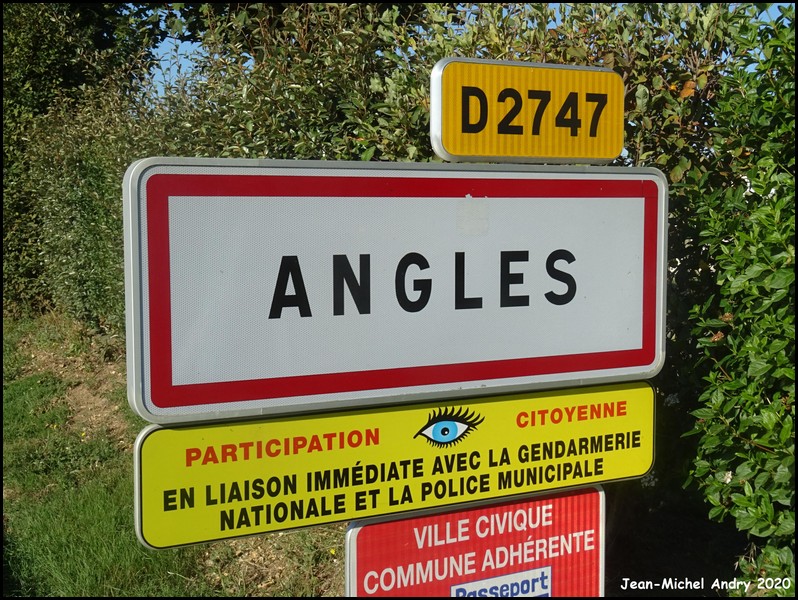 D2747
ANGLES
PARTICIPATION CITOYENNE
EN LIAISON IMMÉDIATE AVEC LA GENDARMERIE
NATIONALE ET LA POLICE MUNICIPALE
VILLE CIVIQUE
COMMUNE ADHÉRENTE
Passeport
Jean-Michel Andry 2020